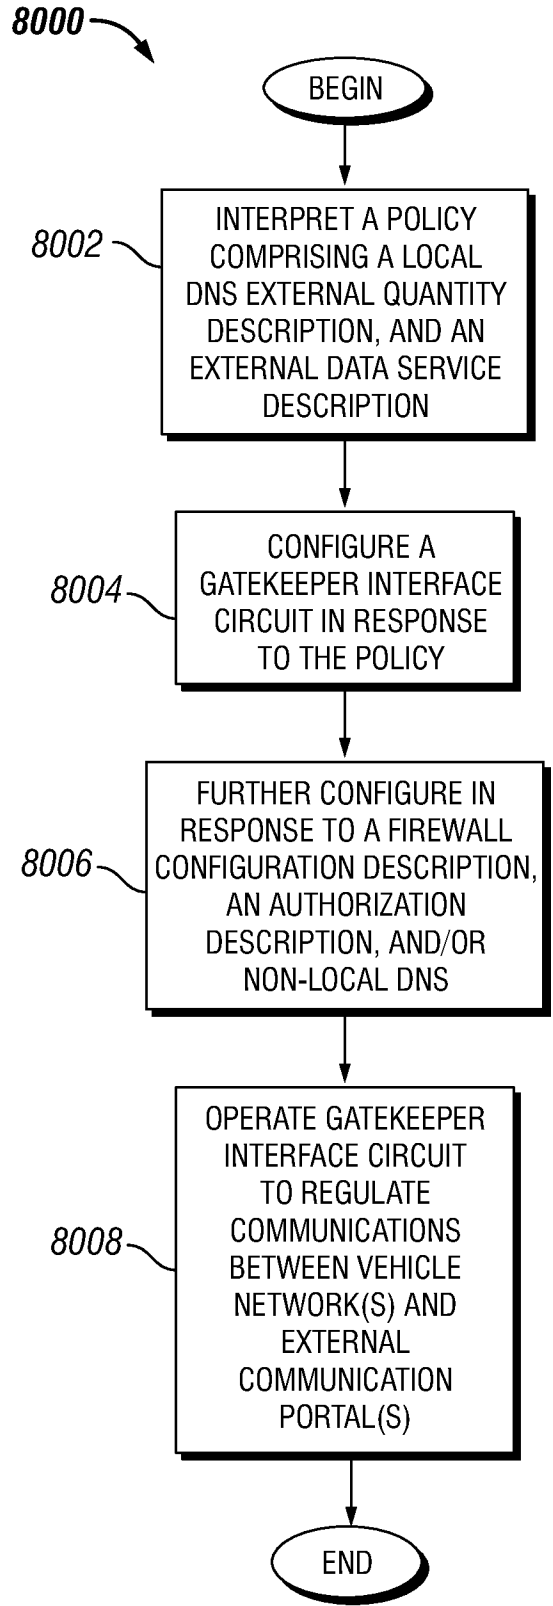 8000
BEGIN
8002
INTERPRET A POLICY
COMPRISING A LOCAL
DNS EXTERNAL QUANTITY
DESCRIPTION, AND AN
EXTERNAL DATA SERVICE
DESCRIPTION
8004
CONFIGURE A
GATEKEEPER INTERFACE
CIRCUIT IN RESPONSE
TO THE POLICY
8006
FURTHER CONFIGURE IN
RESPONSE TO A FIREWALL
CONFIGURATION DESCRIPTION,
AN AUTHORIZATION
DESCRIPTION, AND/OR
NON-LOCAL DNS
8008
OPERATE GATEKEEPER
INTERFACE CIRCUIT
TO REGULATE
COMMUNICATIONS
BETWEEN VEHICLE
NETWORK(S) AND
EXTERNAL
COMMUNICATION
PORTAL(S)
END